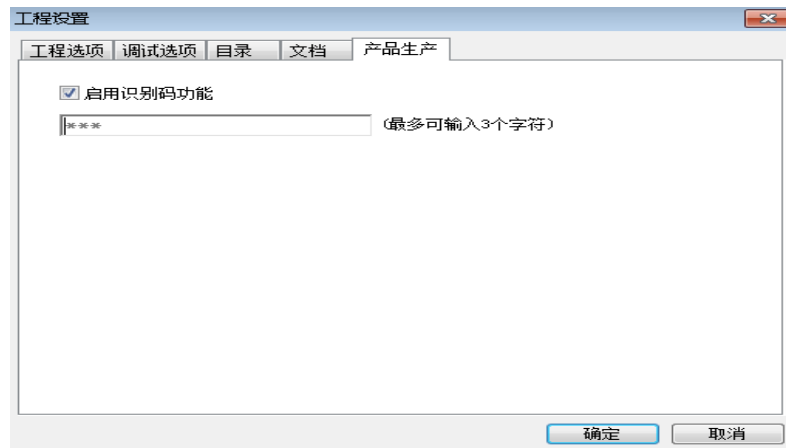 工程设置
工程选项 调试选项 目录 文档 产品生产
启用识别码功能
*** (最多可输入3个字符)
确定 取消